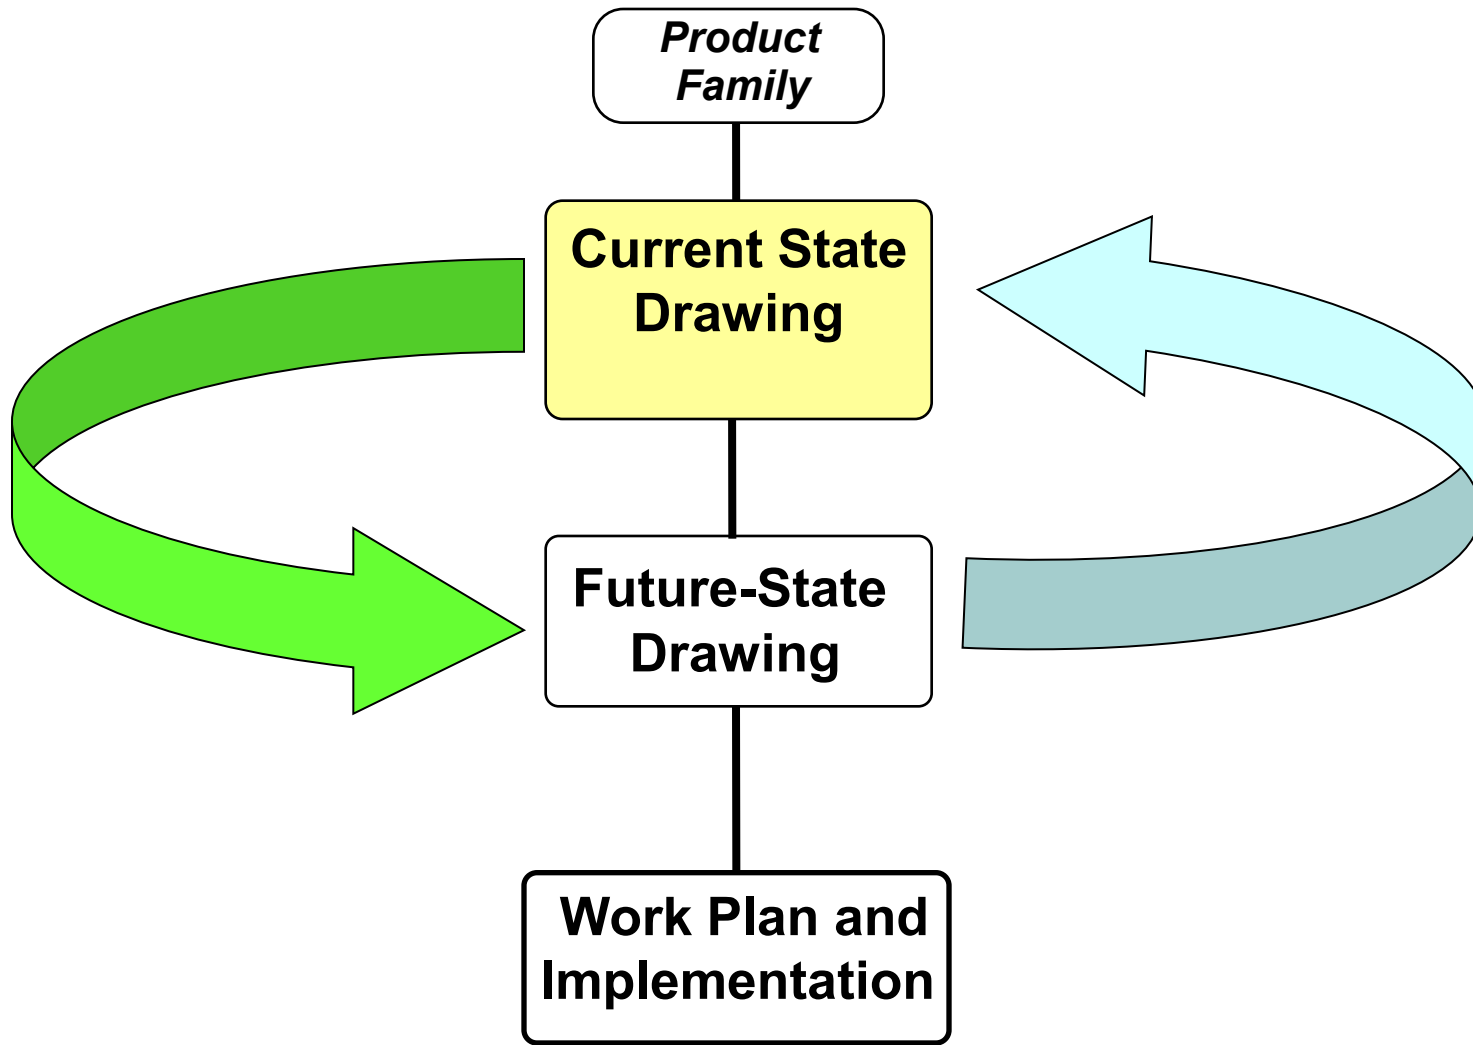 Product
Family
Current State
Drawing
Future-State
Drawing
Work Plan and
Implementation